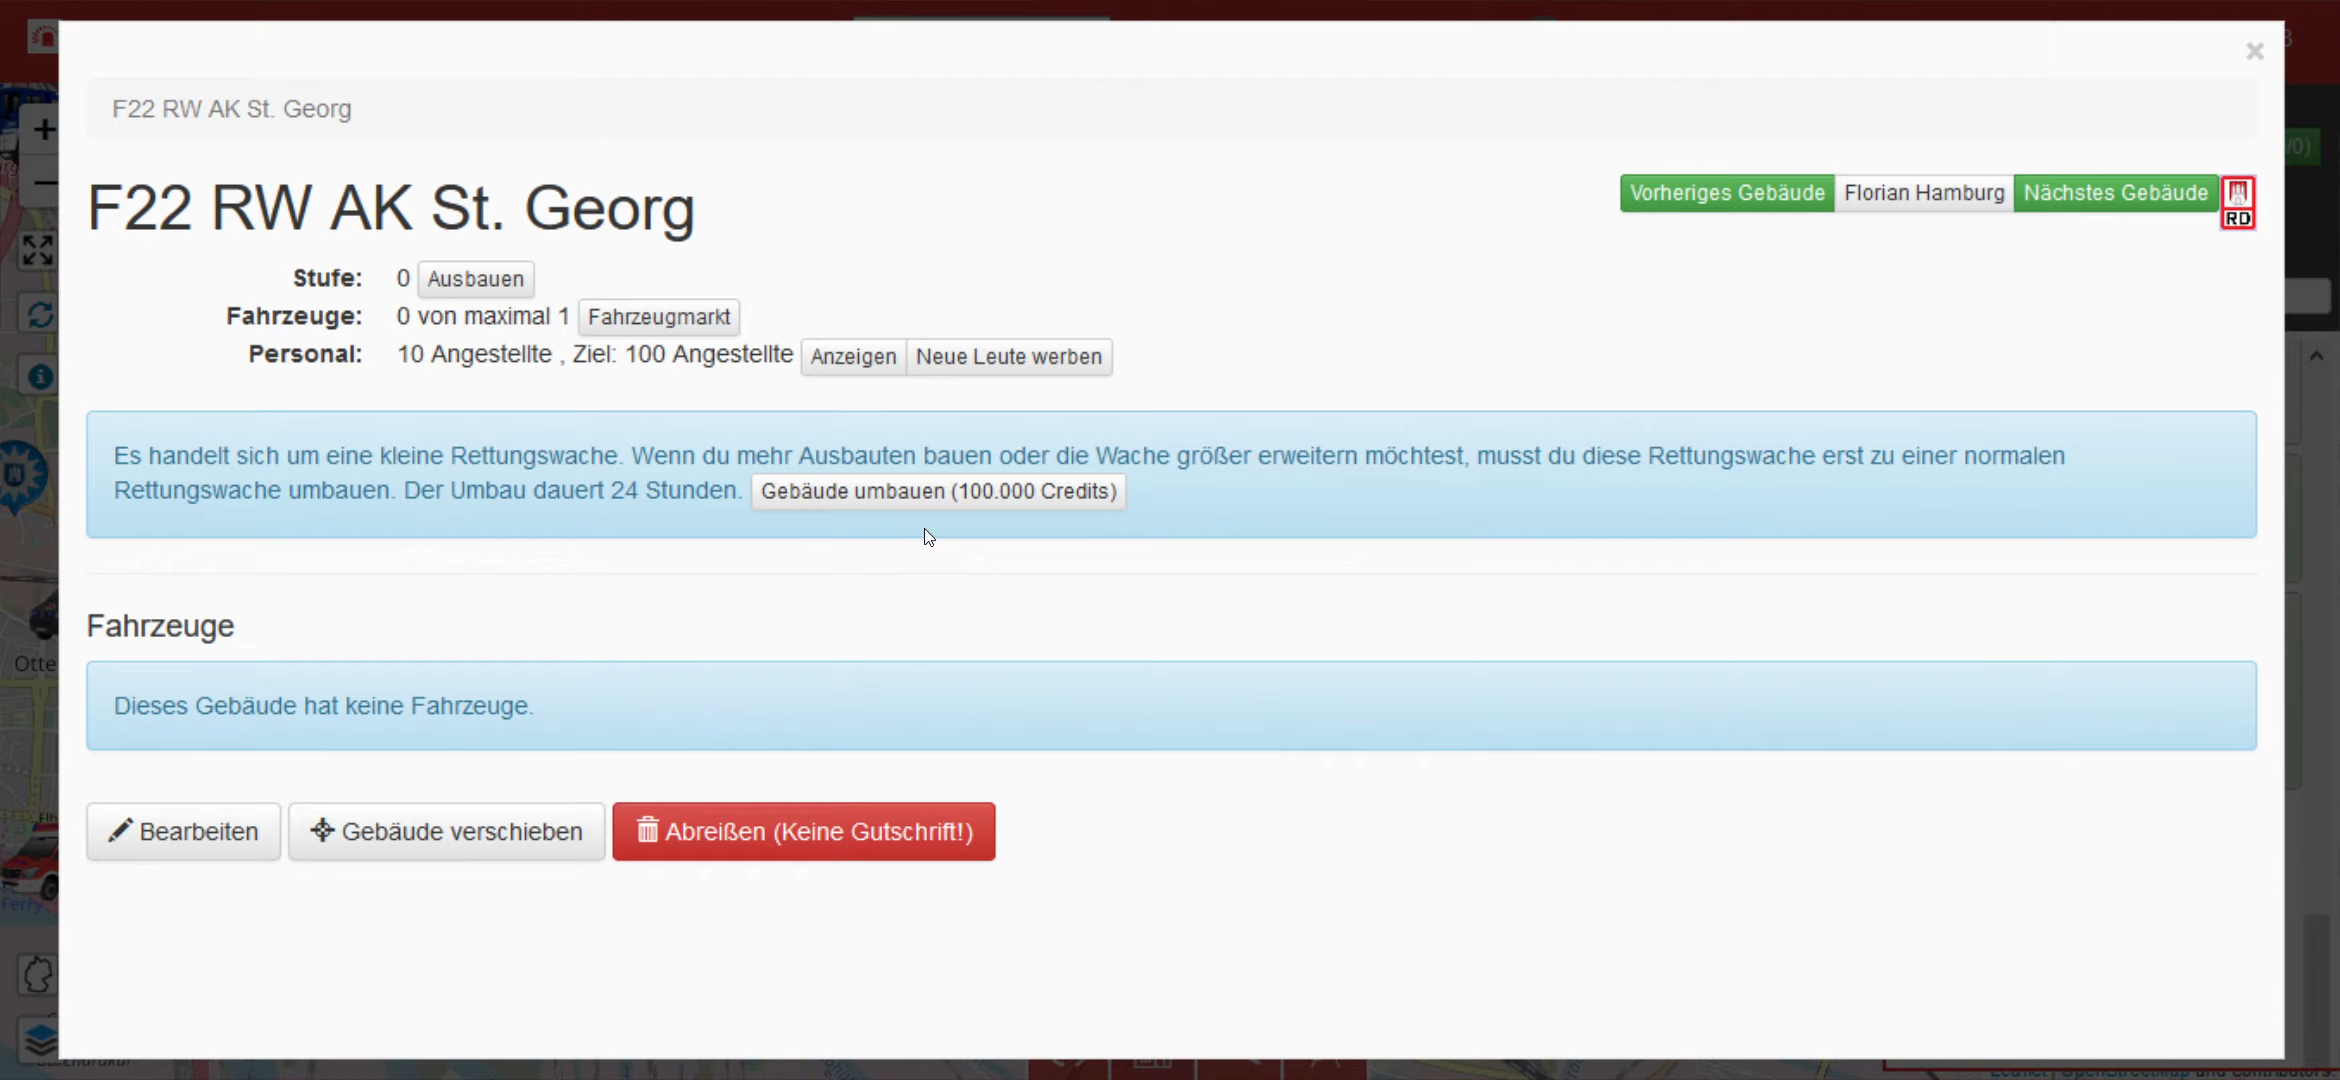 F22 RW AK St. Georg
F22 RW AK St. Georg
Vorheriges Gebäude Florian Hamburg Nächstes Gebäude
RD
Stufe: 0 Ausbauen
Fahrzeuge: 0 von maximal 1 Fahrzeugmarkt
Personal: 10 Angestellte , Ziel: 100 Angestellte Anzeigen Neue Leute werben
Es handelt sich um eine kleine Rettungswache. Wenn du mehr Ausbauten bauen oder die Wache größer erweitern möchtest, musst du diese Rettungswache erst zu einer normalen
Rettungswache umbauen. Der Umbau dauert 24 Stunden. Gebäude umbauen (100.000 Credits)
Fahrzeuge
Dieses Gebäude hat keine Fahrzeuge.
Bearbeiten Gebäude verschieben Abreißen (Keine Gutschrift!)
/0)
Otte
Ferry